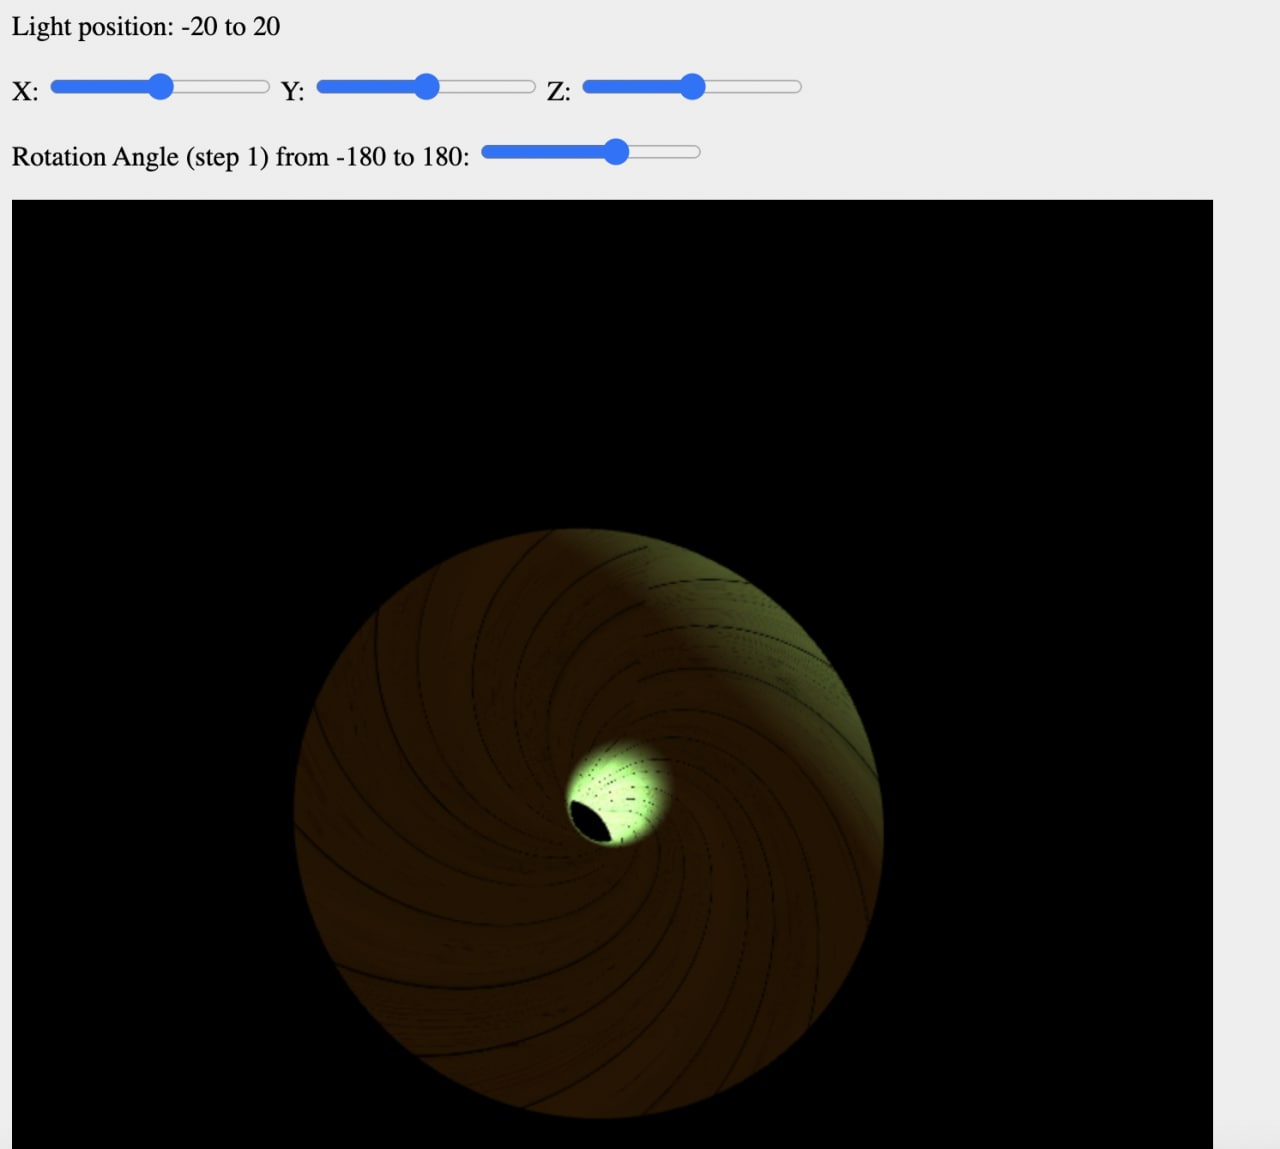 Light position: -20 to 20
X: Y: Z:
Rotation Angle (step 1) from -180 to 180: